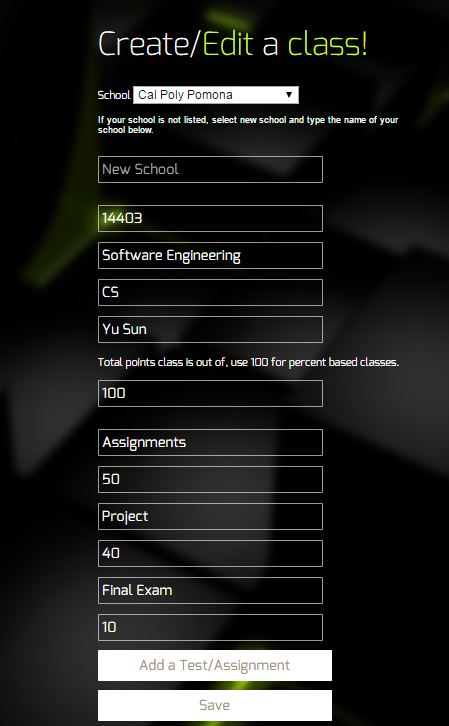 Create/Edit a class!
School Cal Poly Pomona
If your school is not listed, select new school and type the name of your
school below.
New School
14403
Software Engineering
CS
Yu Sun
Total points class is out of, use 100 for percent based classes.
100
Assignments
50
Project
40
Final Exam
10
Add a Test/Assignment
Save